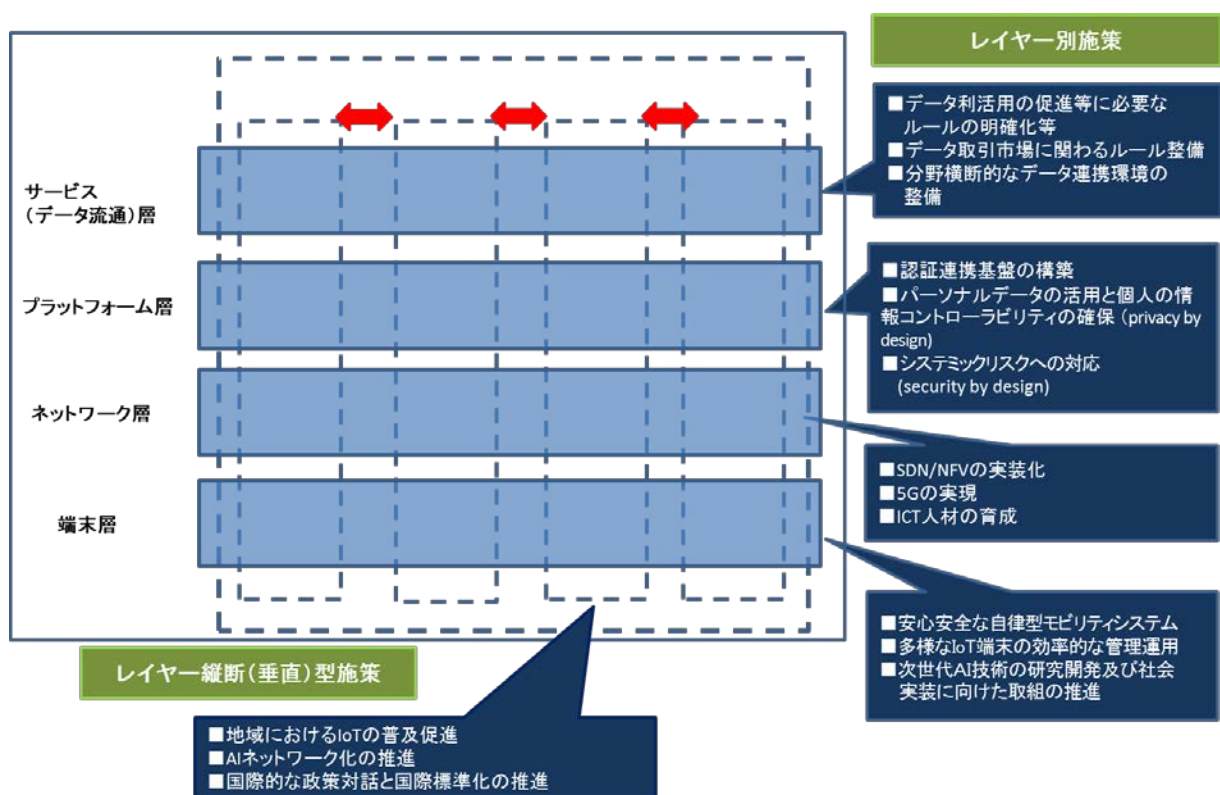 レイヤー別施策
■データ利活用の促進等に必要な
ルールの明確化等
■データ取引市場に関わるルール整備
■分野横断的なデータ連携環境の
整備
サービス
(データ流通)層
プラットフォーム層
■認証連携基盤の構築
■パーソナルデータの活用と個人の情
報コントローラビリティの確保(privacy by
design)
■システミックリスクへの対応
(security by design)
ネットワーク層
■SDN/NFVの実装化
■5Gの実現
■ICT人材の育成
端末層
■安心安全な自律型モビリティシステム
■多様なIoT端末の効率的な管理運用
■次世代AI技術の研究開発及び社会
実装に向けた取組の推進
レイヤー縦断(垂直)型施策
■地域におけるIoTの普及促進
■AIネットワーク化の推進
■国際的な政策対話と国際標準化の推進